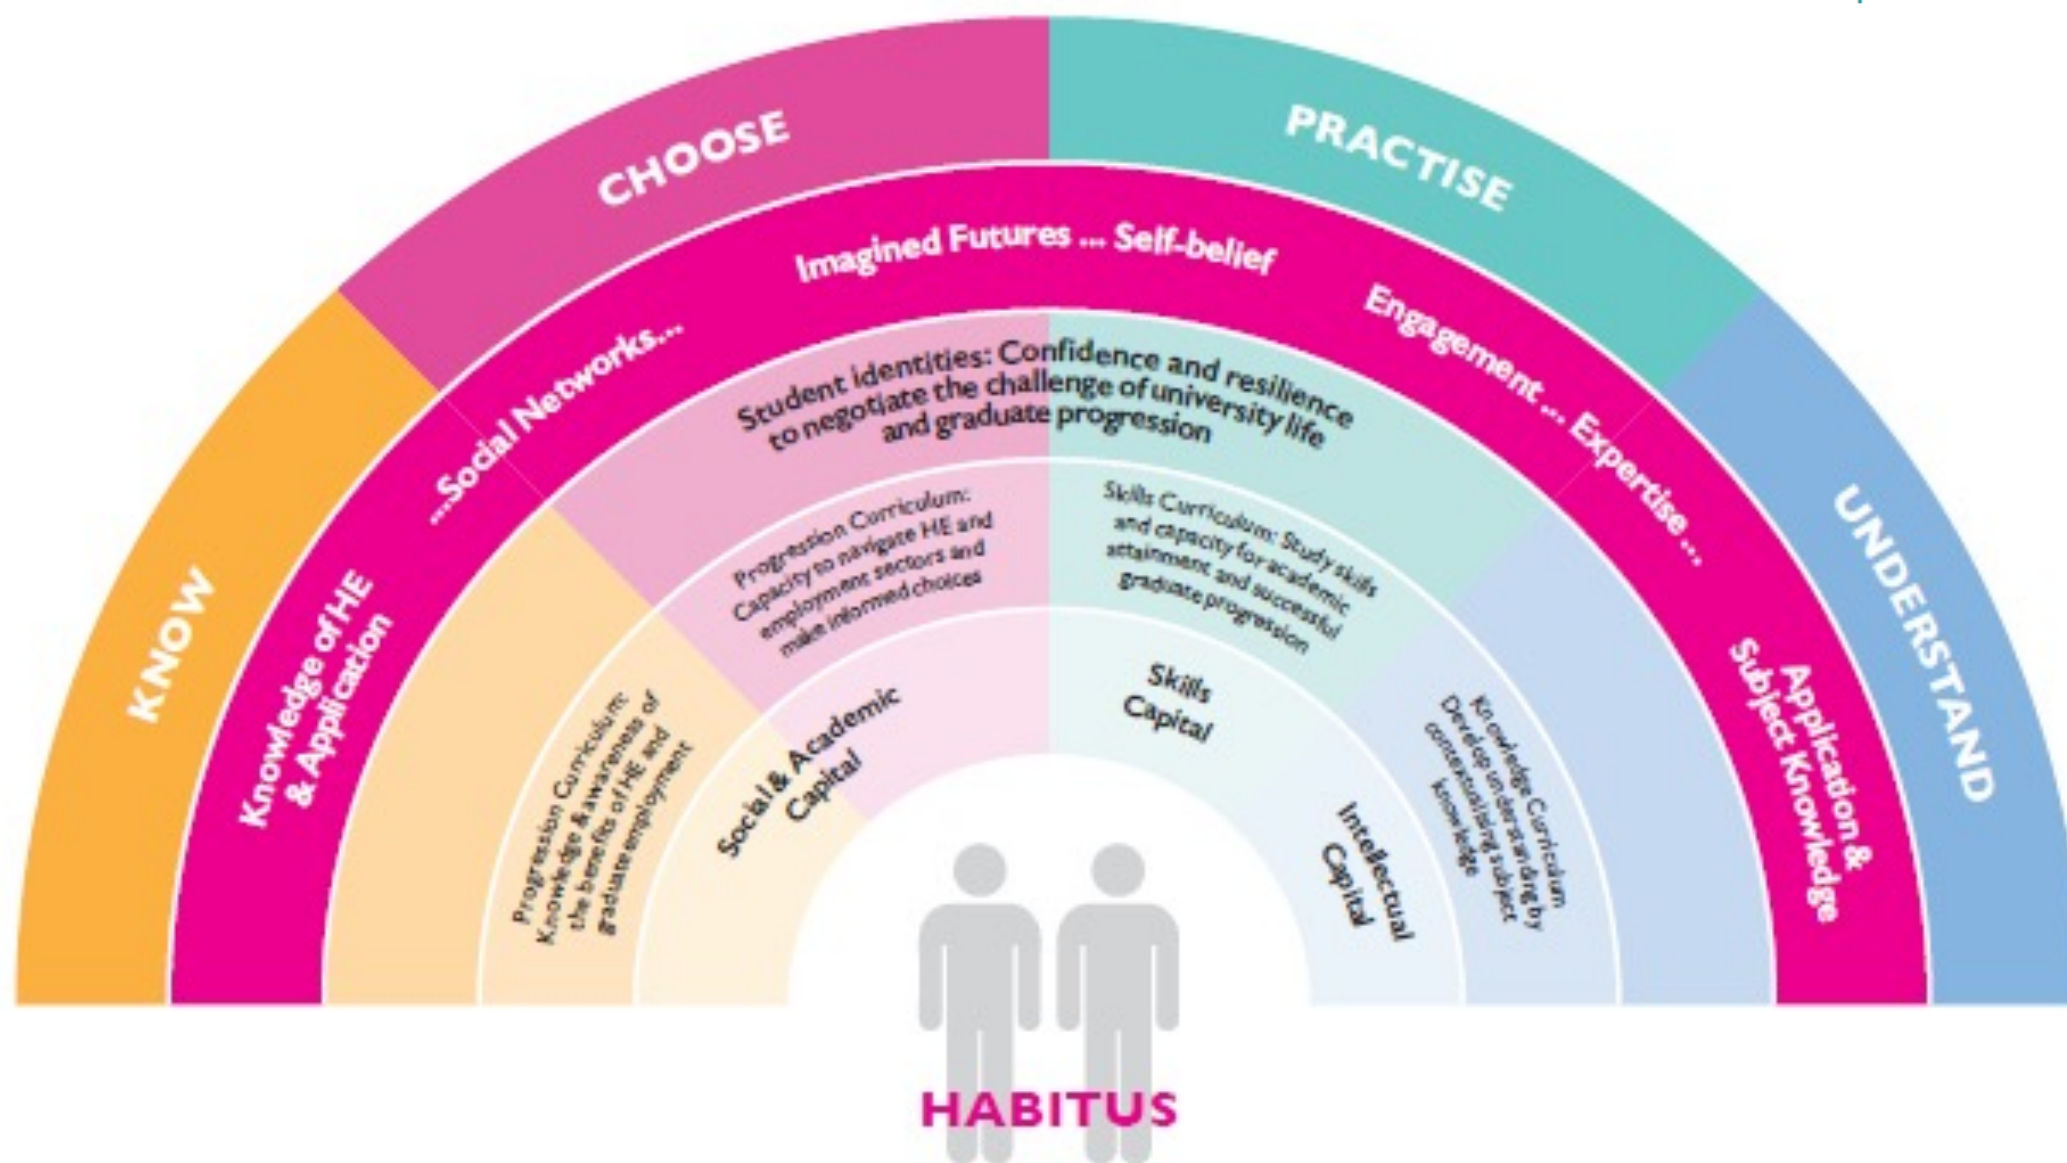 KNOW
CHOOSE
PRACTISE
UNDERSTAND
Knowledge of HE
& Application
...Social Networks...
Imagined Futures ... Self-belief
Engagement ... Expertise ...
Application &
Subject Knowledge
Student identities: Confidence and resilience
to negotiate the challenge of university life
and graduate progression
Progression Curriculum:
Knowledge & awareness of
the benefits of HE and
graduate employment
Progression Curriculum:
Capacity to navigate HE and
employment sectors and
make informed choices
Skills Curriculum: Study skills
and capacity for academic
attainment and successful
graduate progression
Knowledge Curriculum
Develop understanding by
contextualising subject
knowledge
Social & Academic
Capital
Skills
Capital
Intellectual
Capital
HABITUS